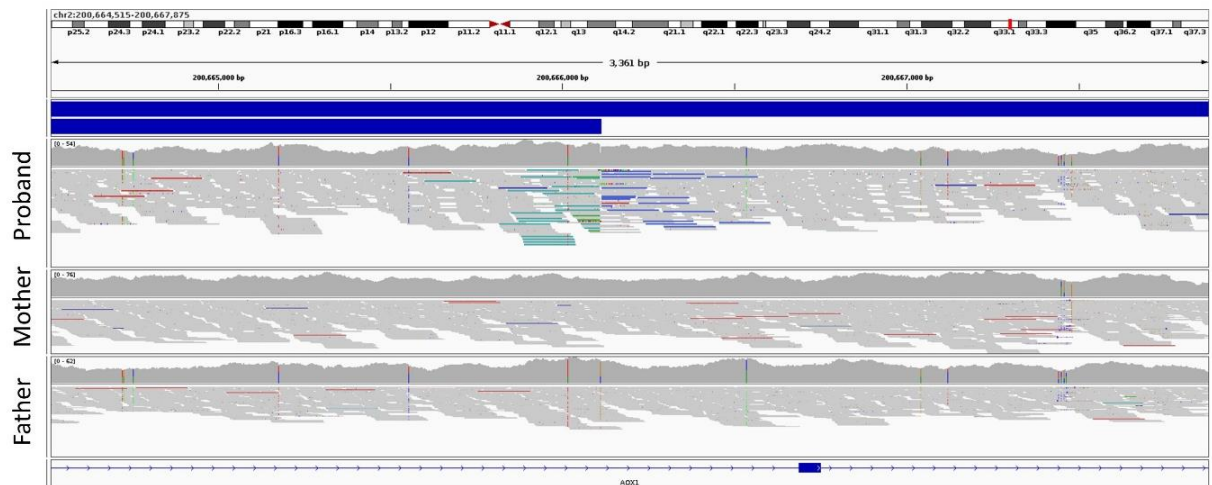 chr2:200,664,515-200,667,875
p25.2 p24.3 p24.1 p23.2 p22.2 p21 p16.3 p16.1 p14 p13.2 p12 p11.2 q11.1 q12.1 q13 q14.2 q21.1 q22.1 q22.3 q23.3 q24.2 q31.1 q31.3 q32.2 q33.1 q33.3 q35 q36.2 q37.1 q37.3
3,361 bp
200,665,000 bp 200,666,000 bp 200,667,000 bp
Proband
[0 - 54]
Mother
[0 - 76]
Father
[0 - 62]
AOX1